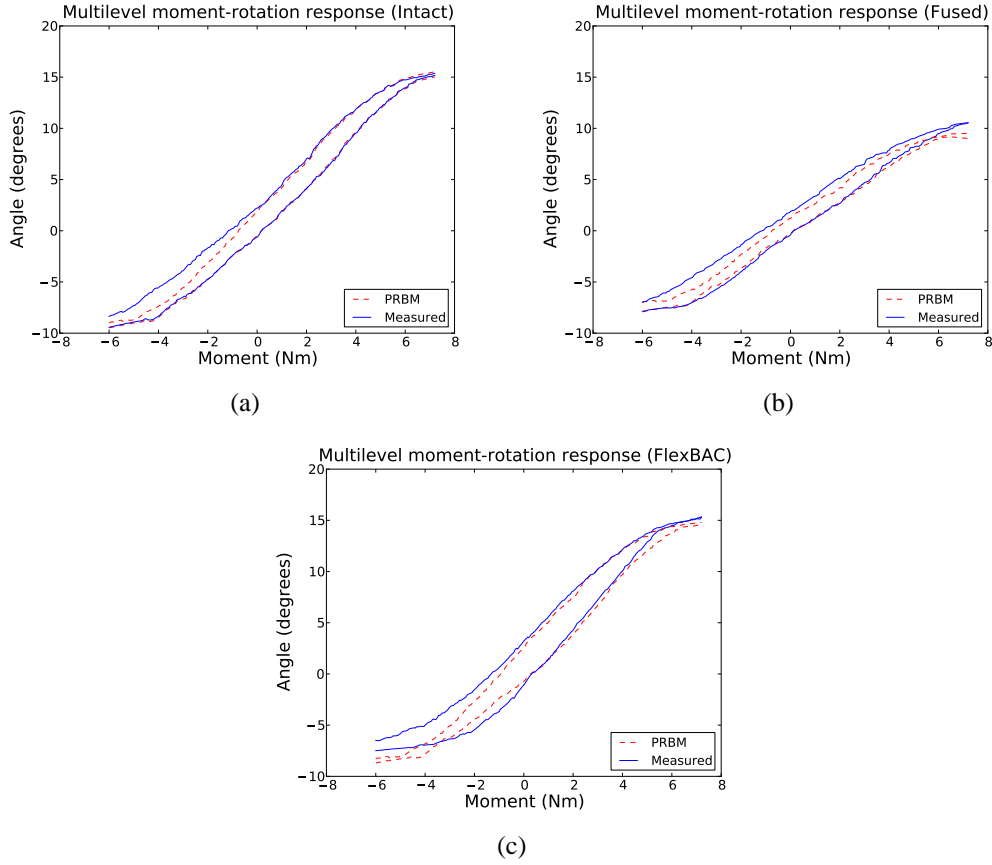 Multilevel moment-rotation response (Intact)
20
15
10
5
0
−5
−10
−8 −6 −4 −2 0 2 4 6 8
Angle (degrees)
Moment (Nm)
PRBM
Measured
(a)
Multilevel moment-rotation response (Fused)
20
15
10
5
0
−5
−10
−8 −6 −4 −2 0 2 4 6 8
Angle (degrees)
Moment (Nm)
PRBM
Measured
(b)
Multilevel moment-rotation response (FlexBAC)
20
15
10
5
0
−5
−10
−8 −6 −4 −2 0 2 4 6 8
Angle (degrees)
Moment (Nm)
PRBM
Measured
(c)